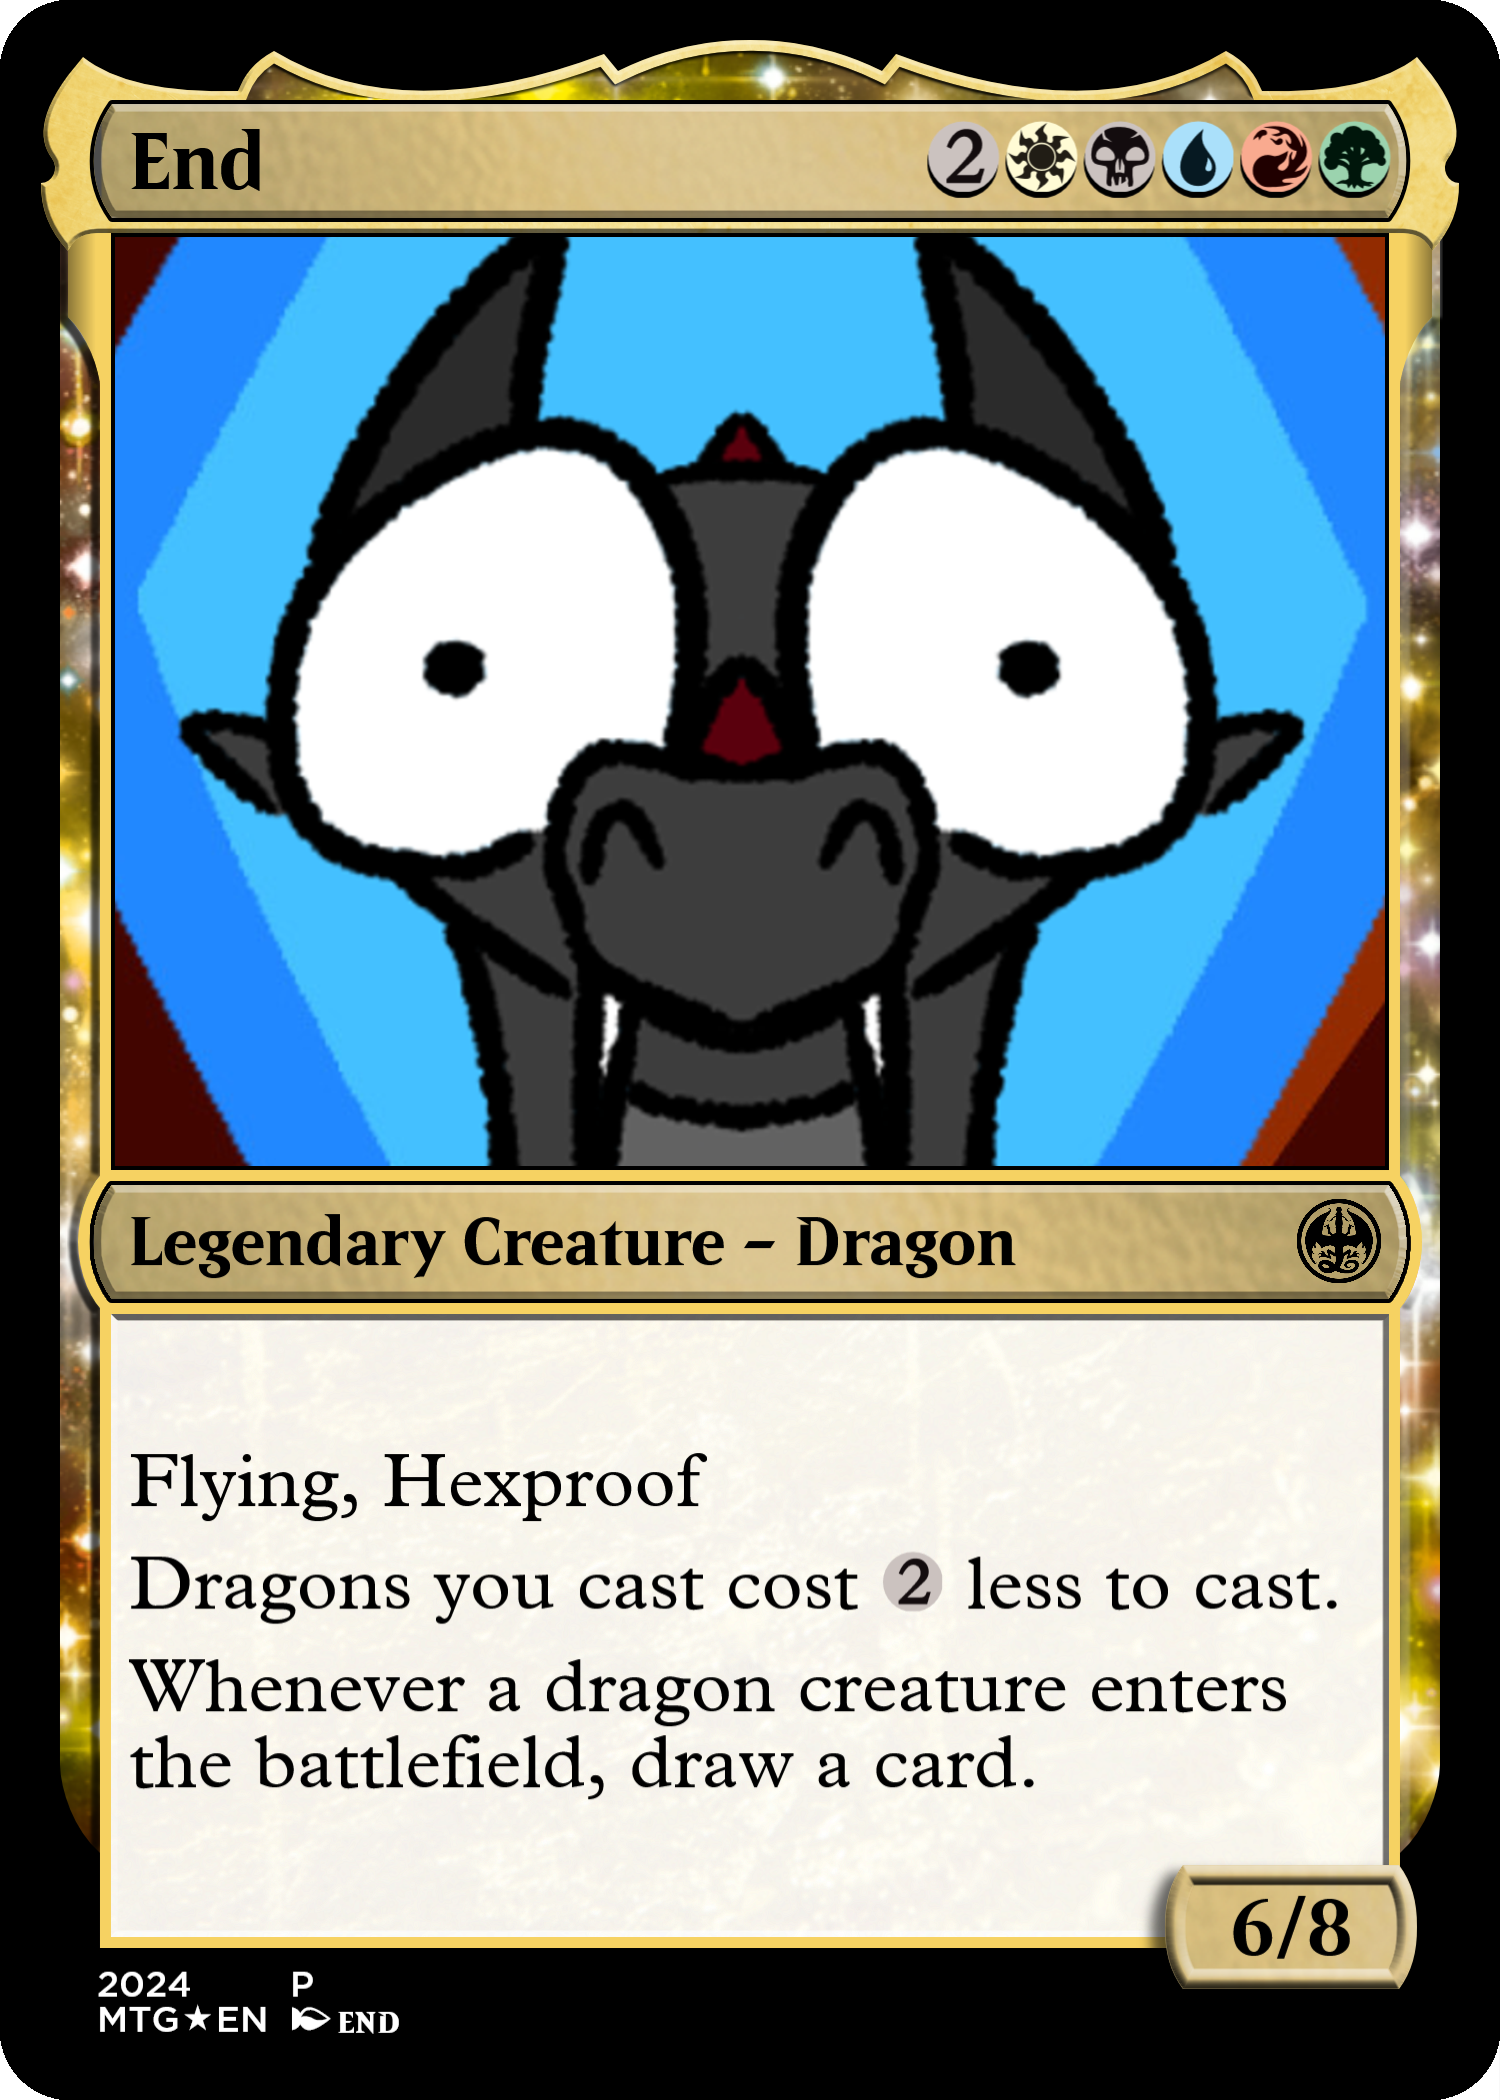 End 2
Legendary Creature – Dragon
Flying, Hexproof
Dragons you cast cost 2 less to cast.
Whenever a dragon creature enters
the battlefield, draw a card.
6/8
2024 P
MTG★EN END